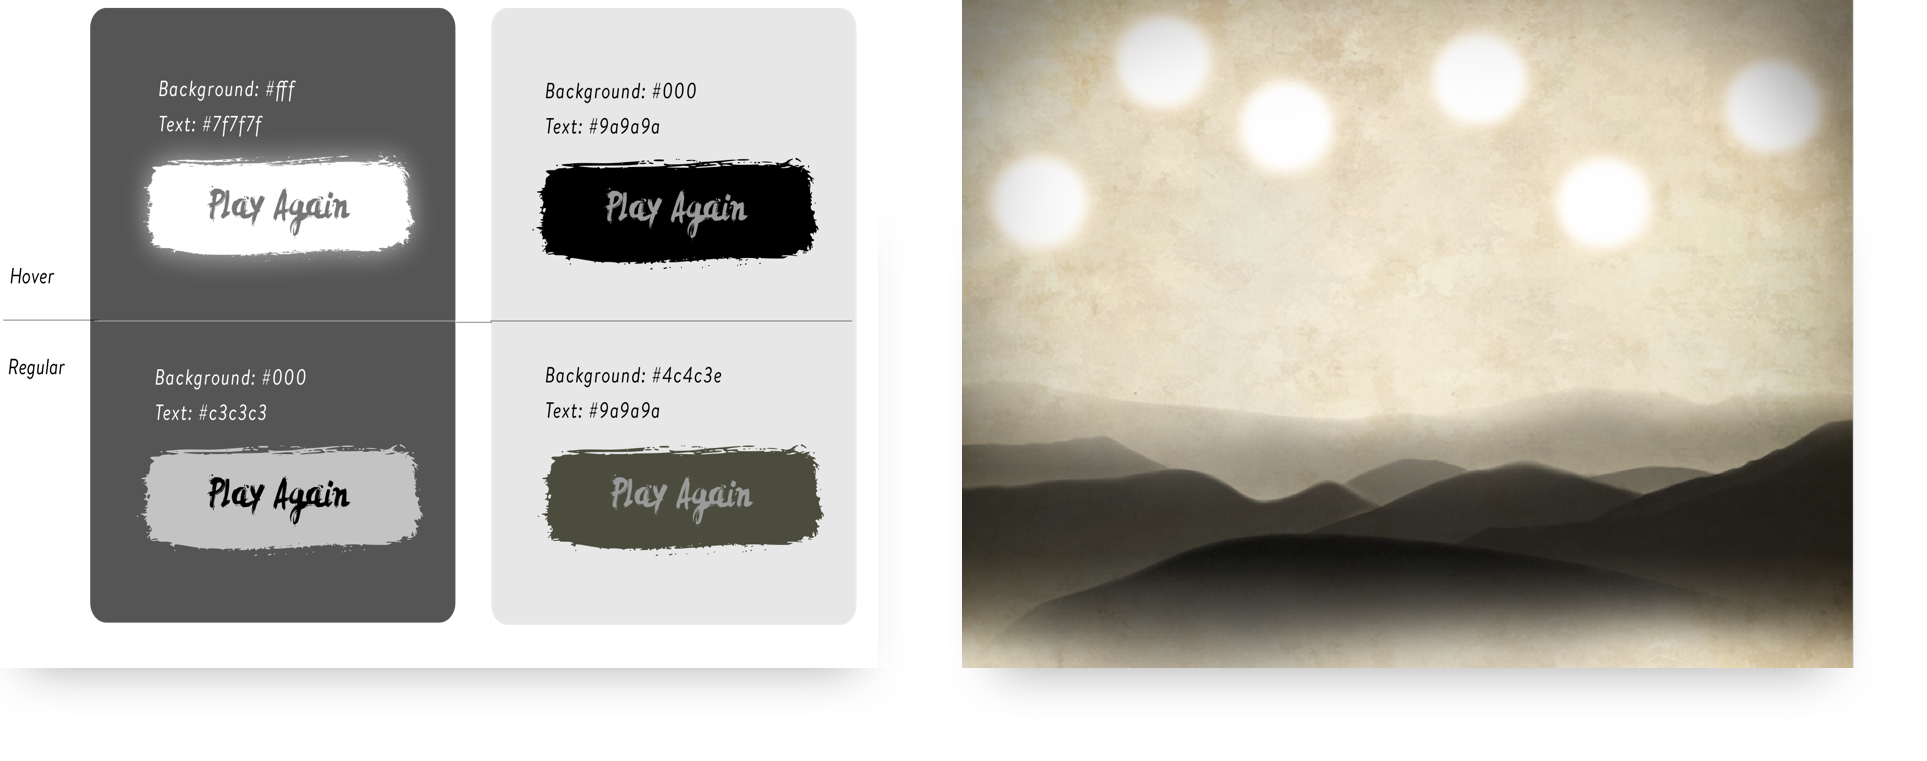 Background: #fff
Text: #7f7f7f
Play Again
Background: #000
Text: #9a9a9a
Play Again
Hover
Regular
Background: #000
Text: #c3c3c3
Play Again
Background: #4c4c3e
Text: #9a9a9a
Play Again